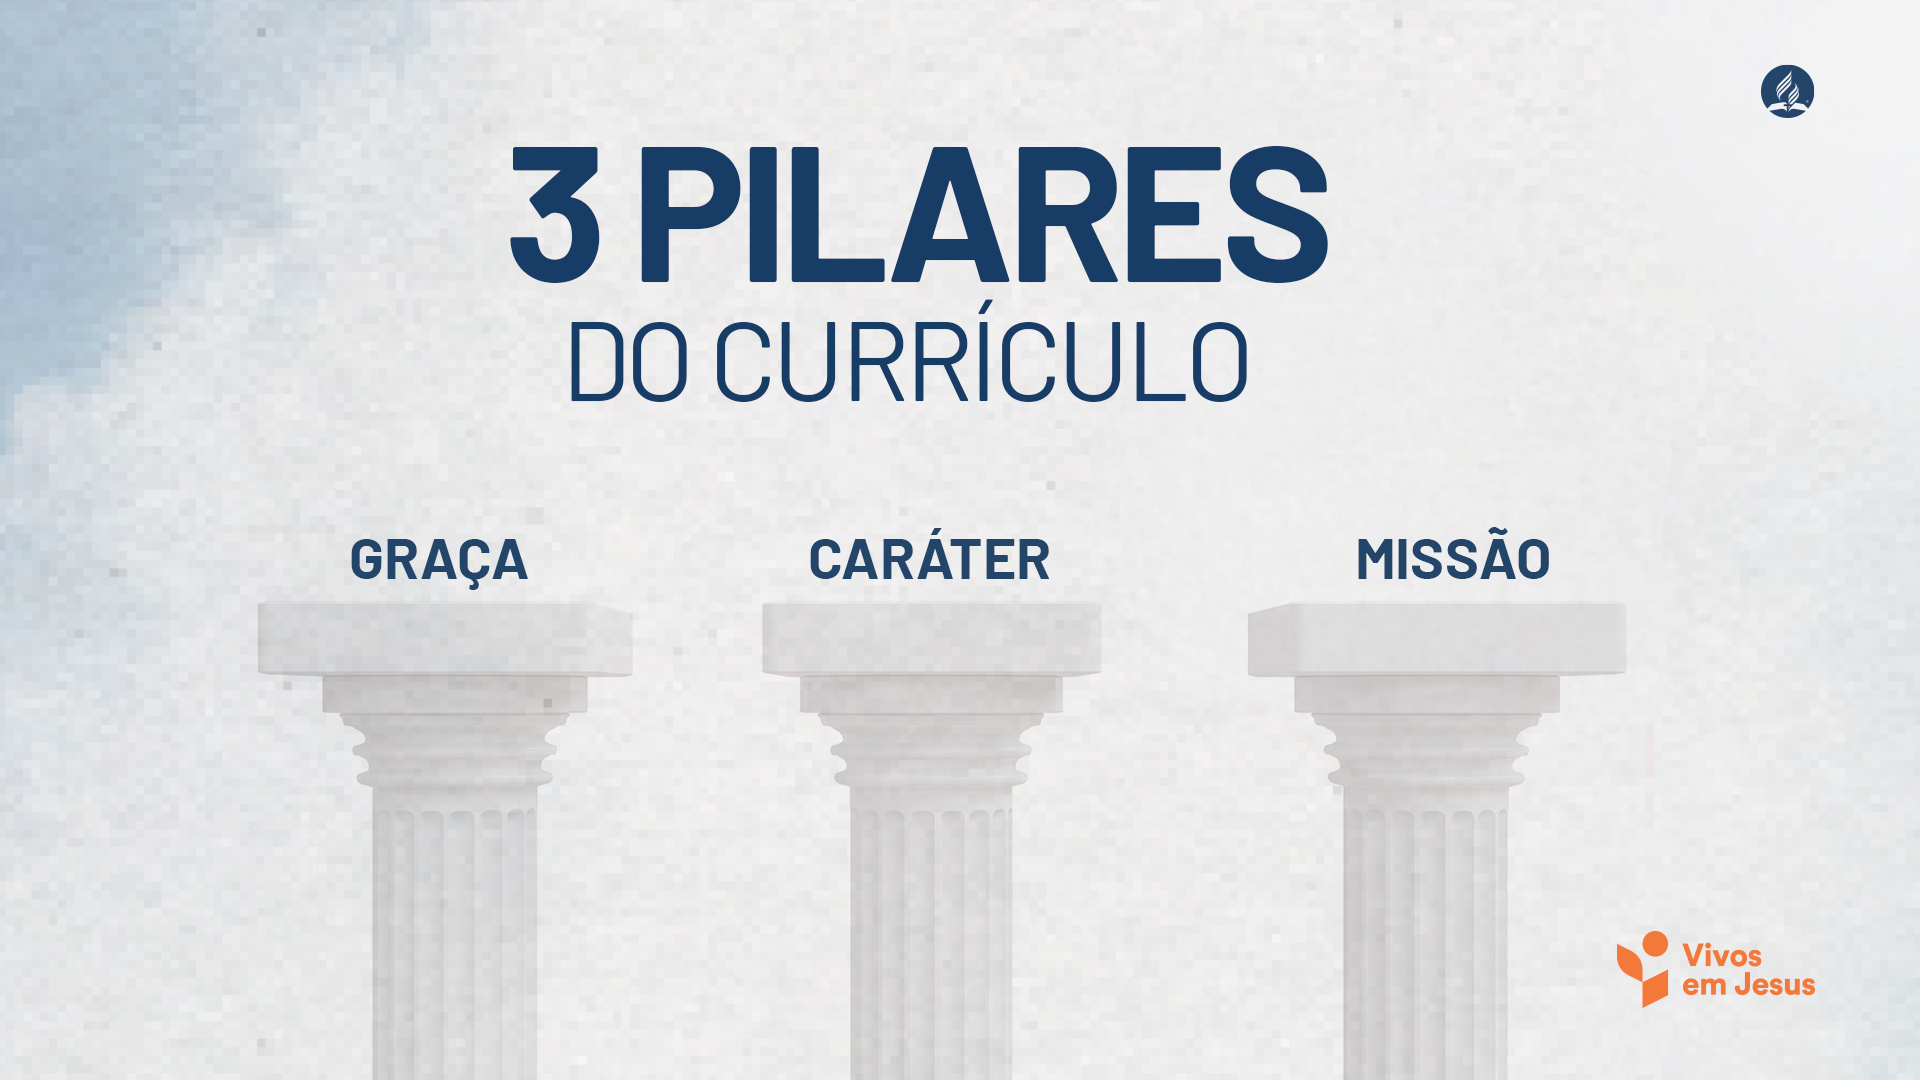 3 PILARES
DO CURRÍCULO
GRAÇA
CARÁTER
MISSÃO
Vivos
em Jesus